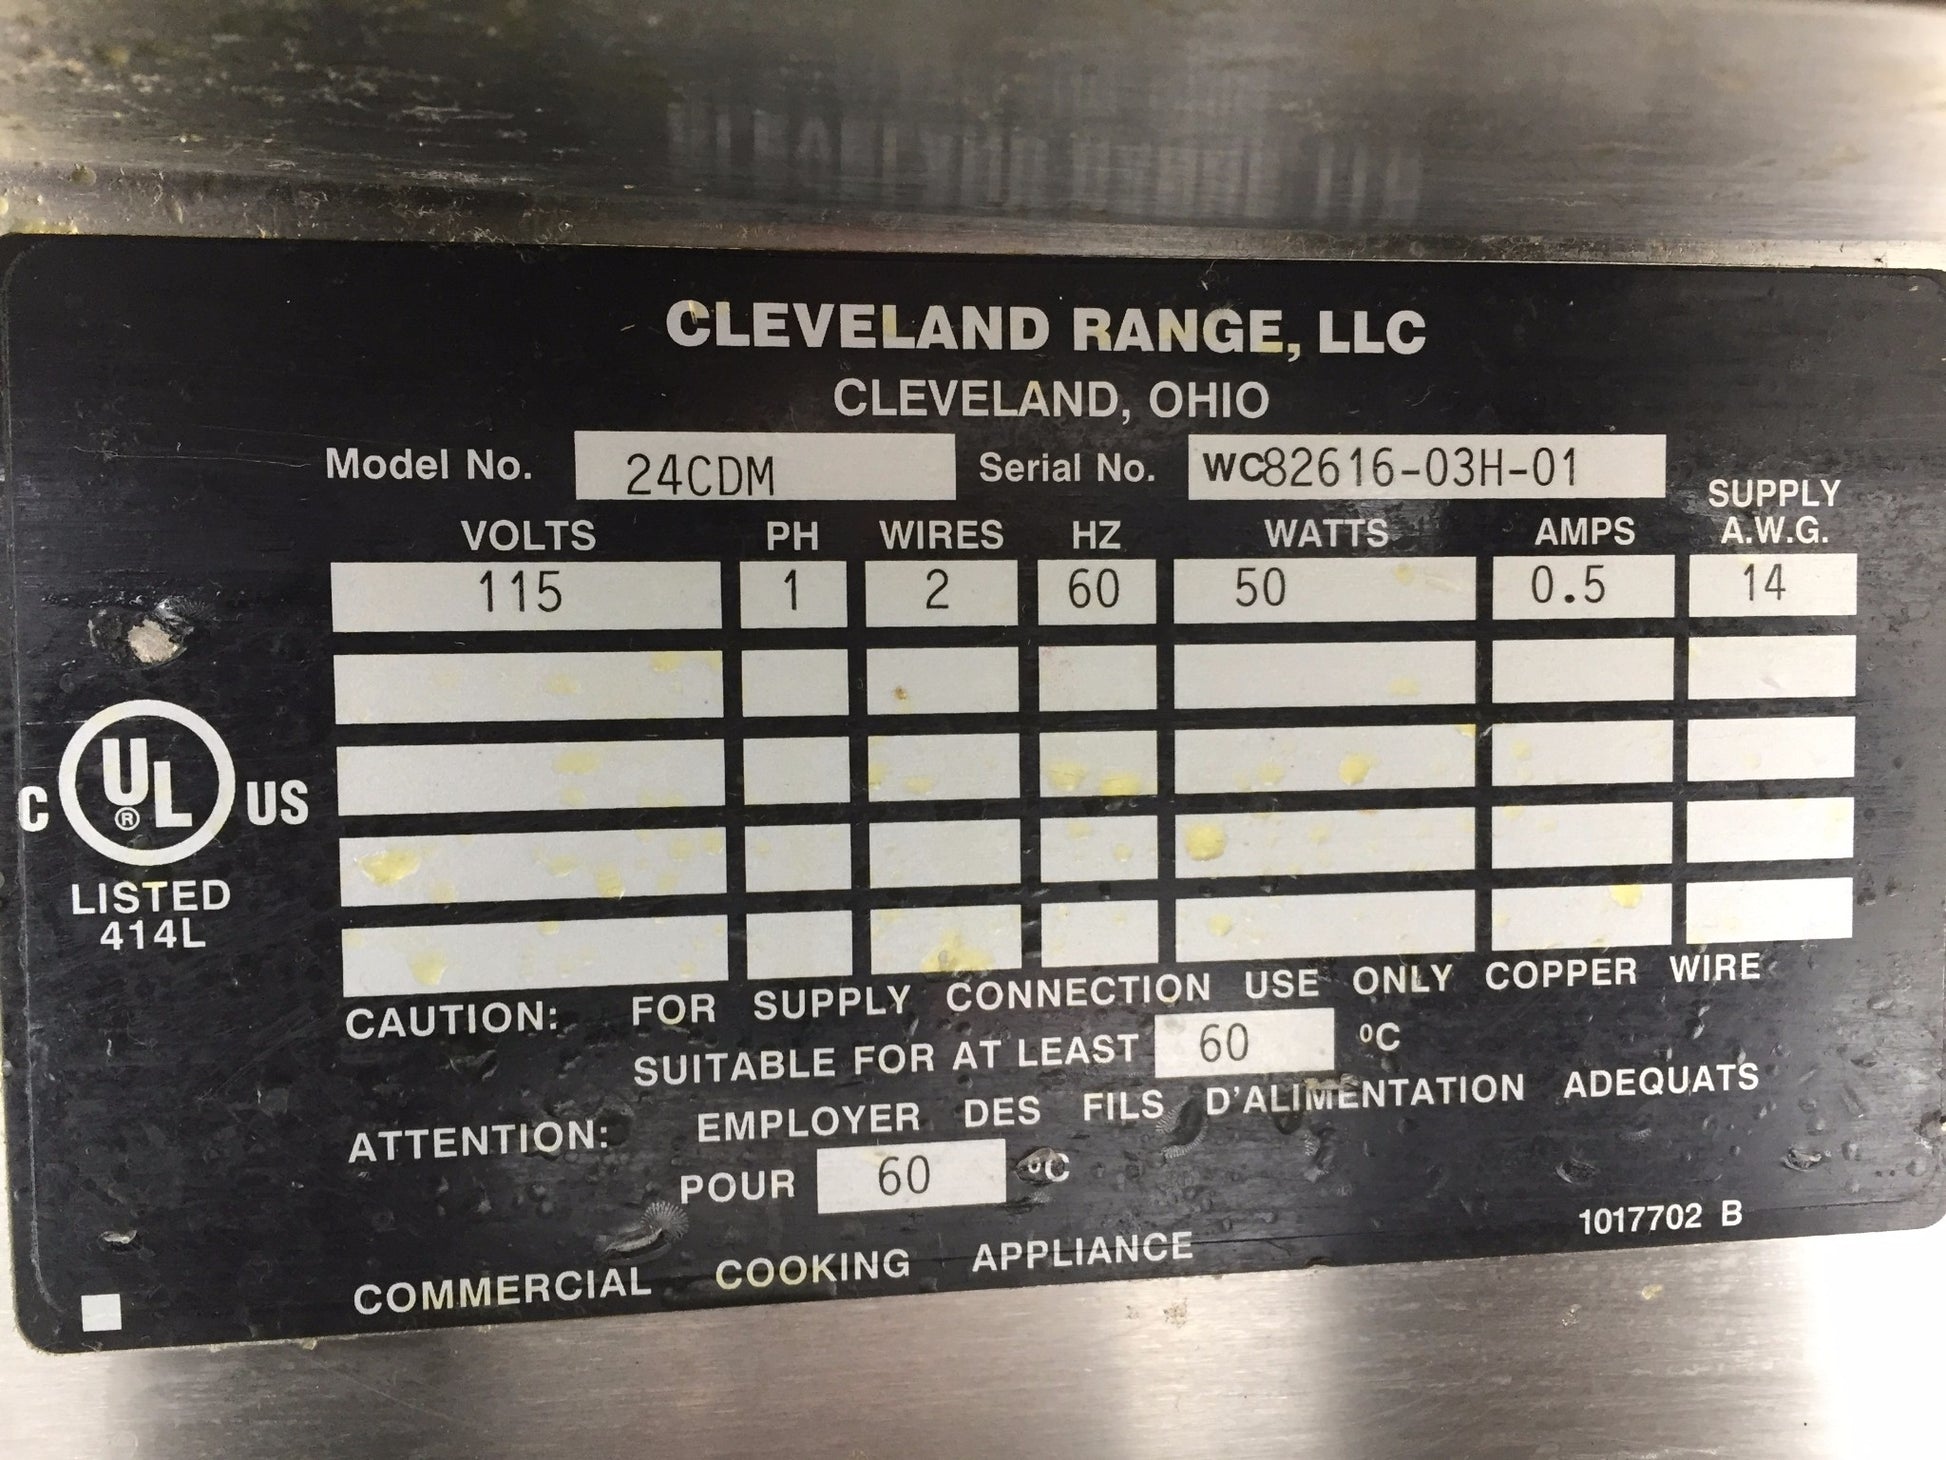 CLEVELAND RANGE, LLC
CLEVELAND, OHIO
Model No. 24CDM Serial No. WC82616-03H-01
VOLTS PH WIRES HZ WATTS AMPS SUPPLY A.W.G.
115 1 2 60 50 0.5 14
C UL ® US
LISTED
414L
CAUTION: FOR SUPPLY CONNECTION USE ONLY COPPER WIRE
SUITABLE FOR AT LEAST 60 ºC
ATTENTION: EMPLOYER DES FILS D'ALIMENTATION ADEQUATS
POUR 60 ºC
1017702 B
COMMERCIAL COOKING APPLIANCE